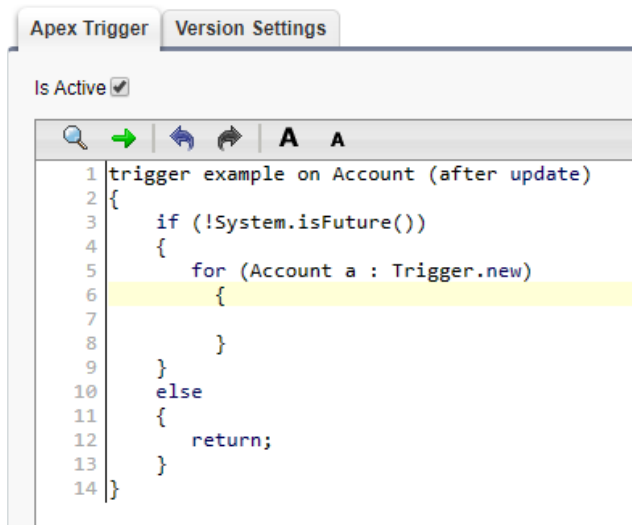 Apex Trigger Version Settings
Is Active
A A
1 trigger example on Account (after update)
2 {
3 if (!System.isFuture())
4 {
5 for (Account a : Trigger.new)
6 {
7
8 }
9 }
10 else
11 {
12 return;
13 }
14 }